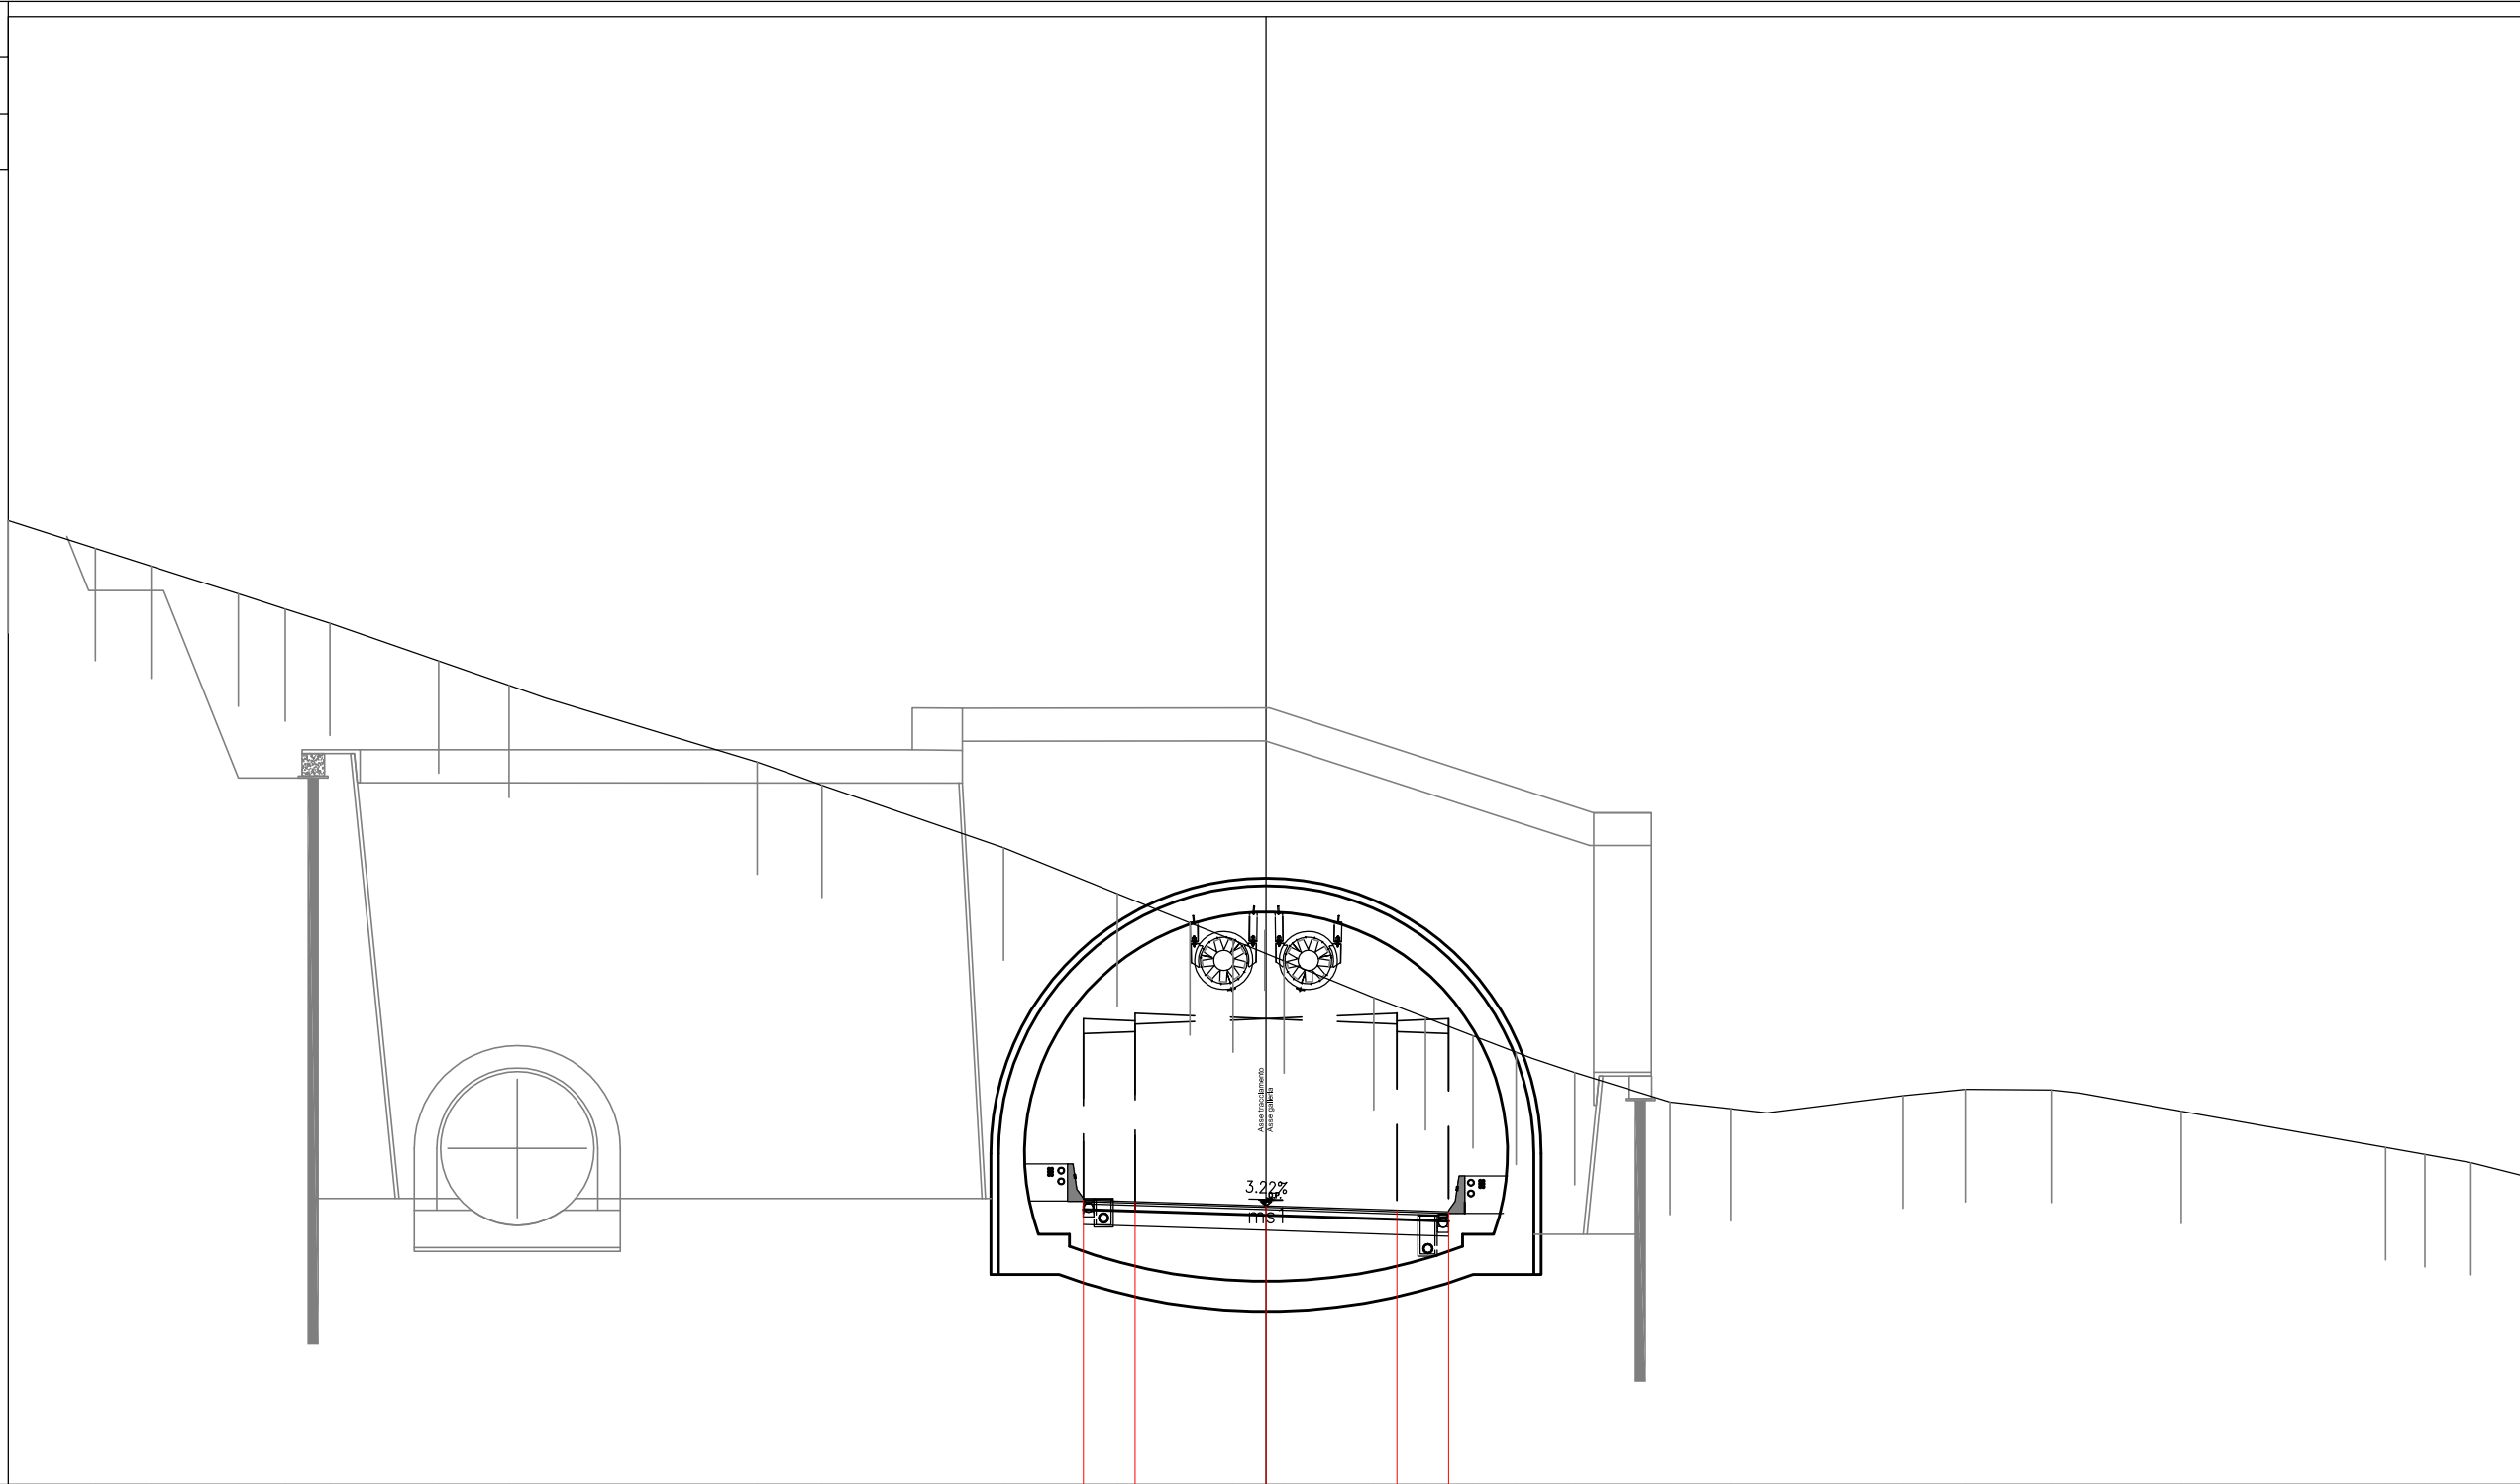 Asse tracciamento
Asse galleria
3.22%
ms1